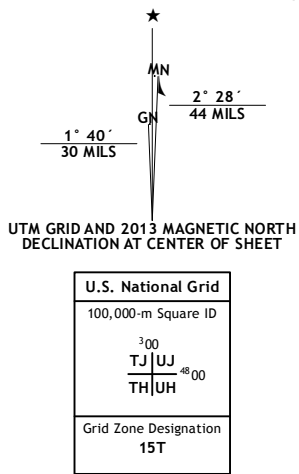 ★
MN
GN
2° 28´
44 MILS
1° 40´
30 MILS
UTM GRID AND 2013 MAGNETIC NORTH
DECLINATION AT CENTER OF SHEET
U.S. National Grid
100,000-m Square ID
³00
TJ UJ
⁴⁸00
TH UH
Grid Zone Designation
15T